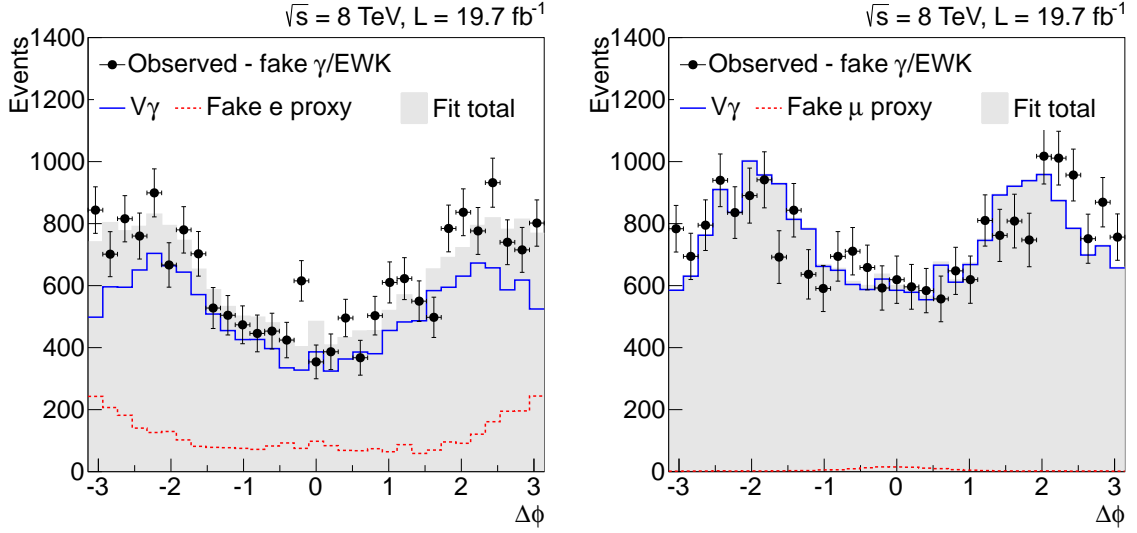 √s = 8 TeV, L = 19.7 fb⁻¹
Events
1400
1200
1000
800
600
400
200
0
Observed - fake γ/EWK
Vγ
Fake e proxy
Fit total
-3 -2 -1 0 1 2 3
Δϕ
√s = 8 TeV, L = 19.7 fb⁻¹
Events
1400
1200
1000
800
600
400
200
0
Observed - fake γ/EWK
Vγ
Fake μ proxy
Fit total
-3 -2 -1 0 1 2 3
Δϕ